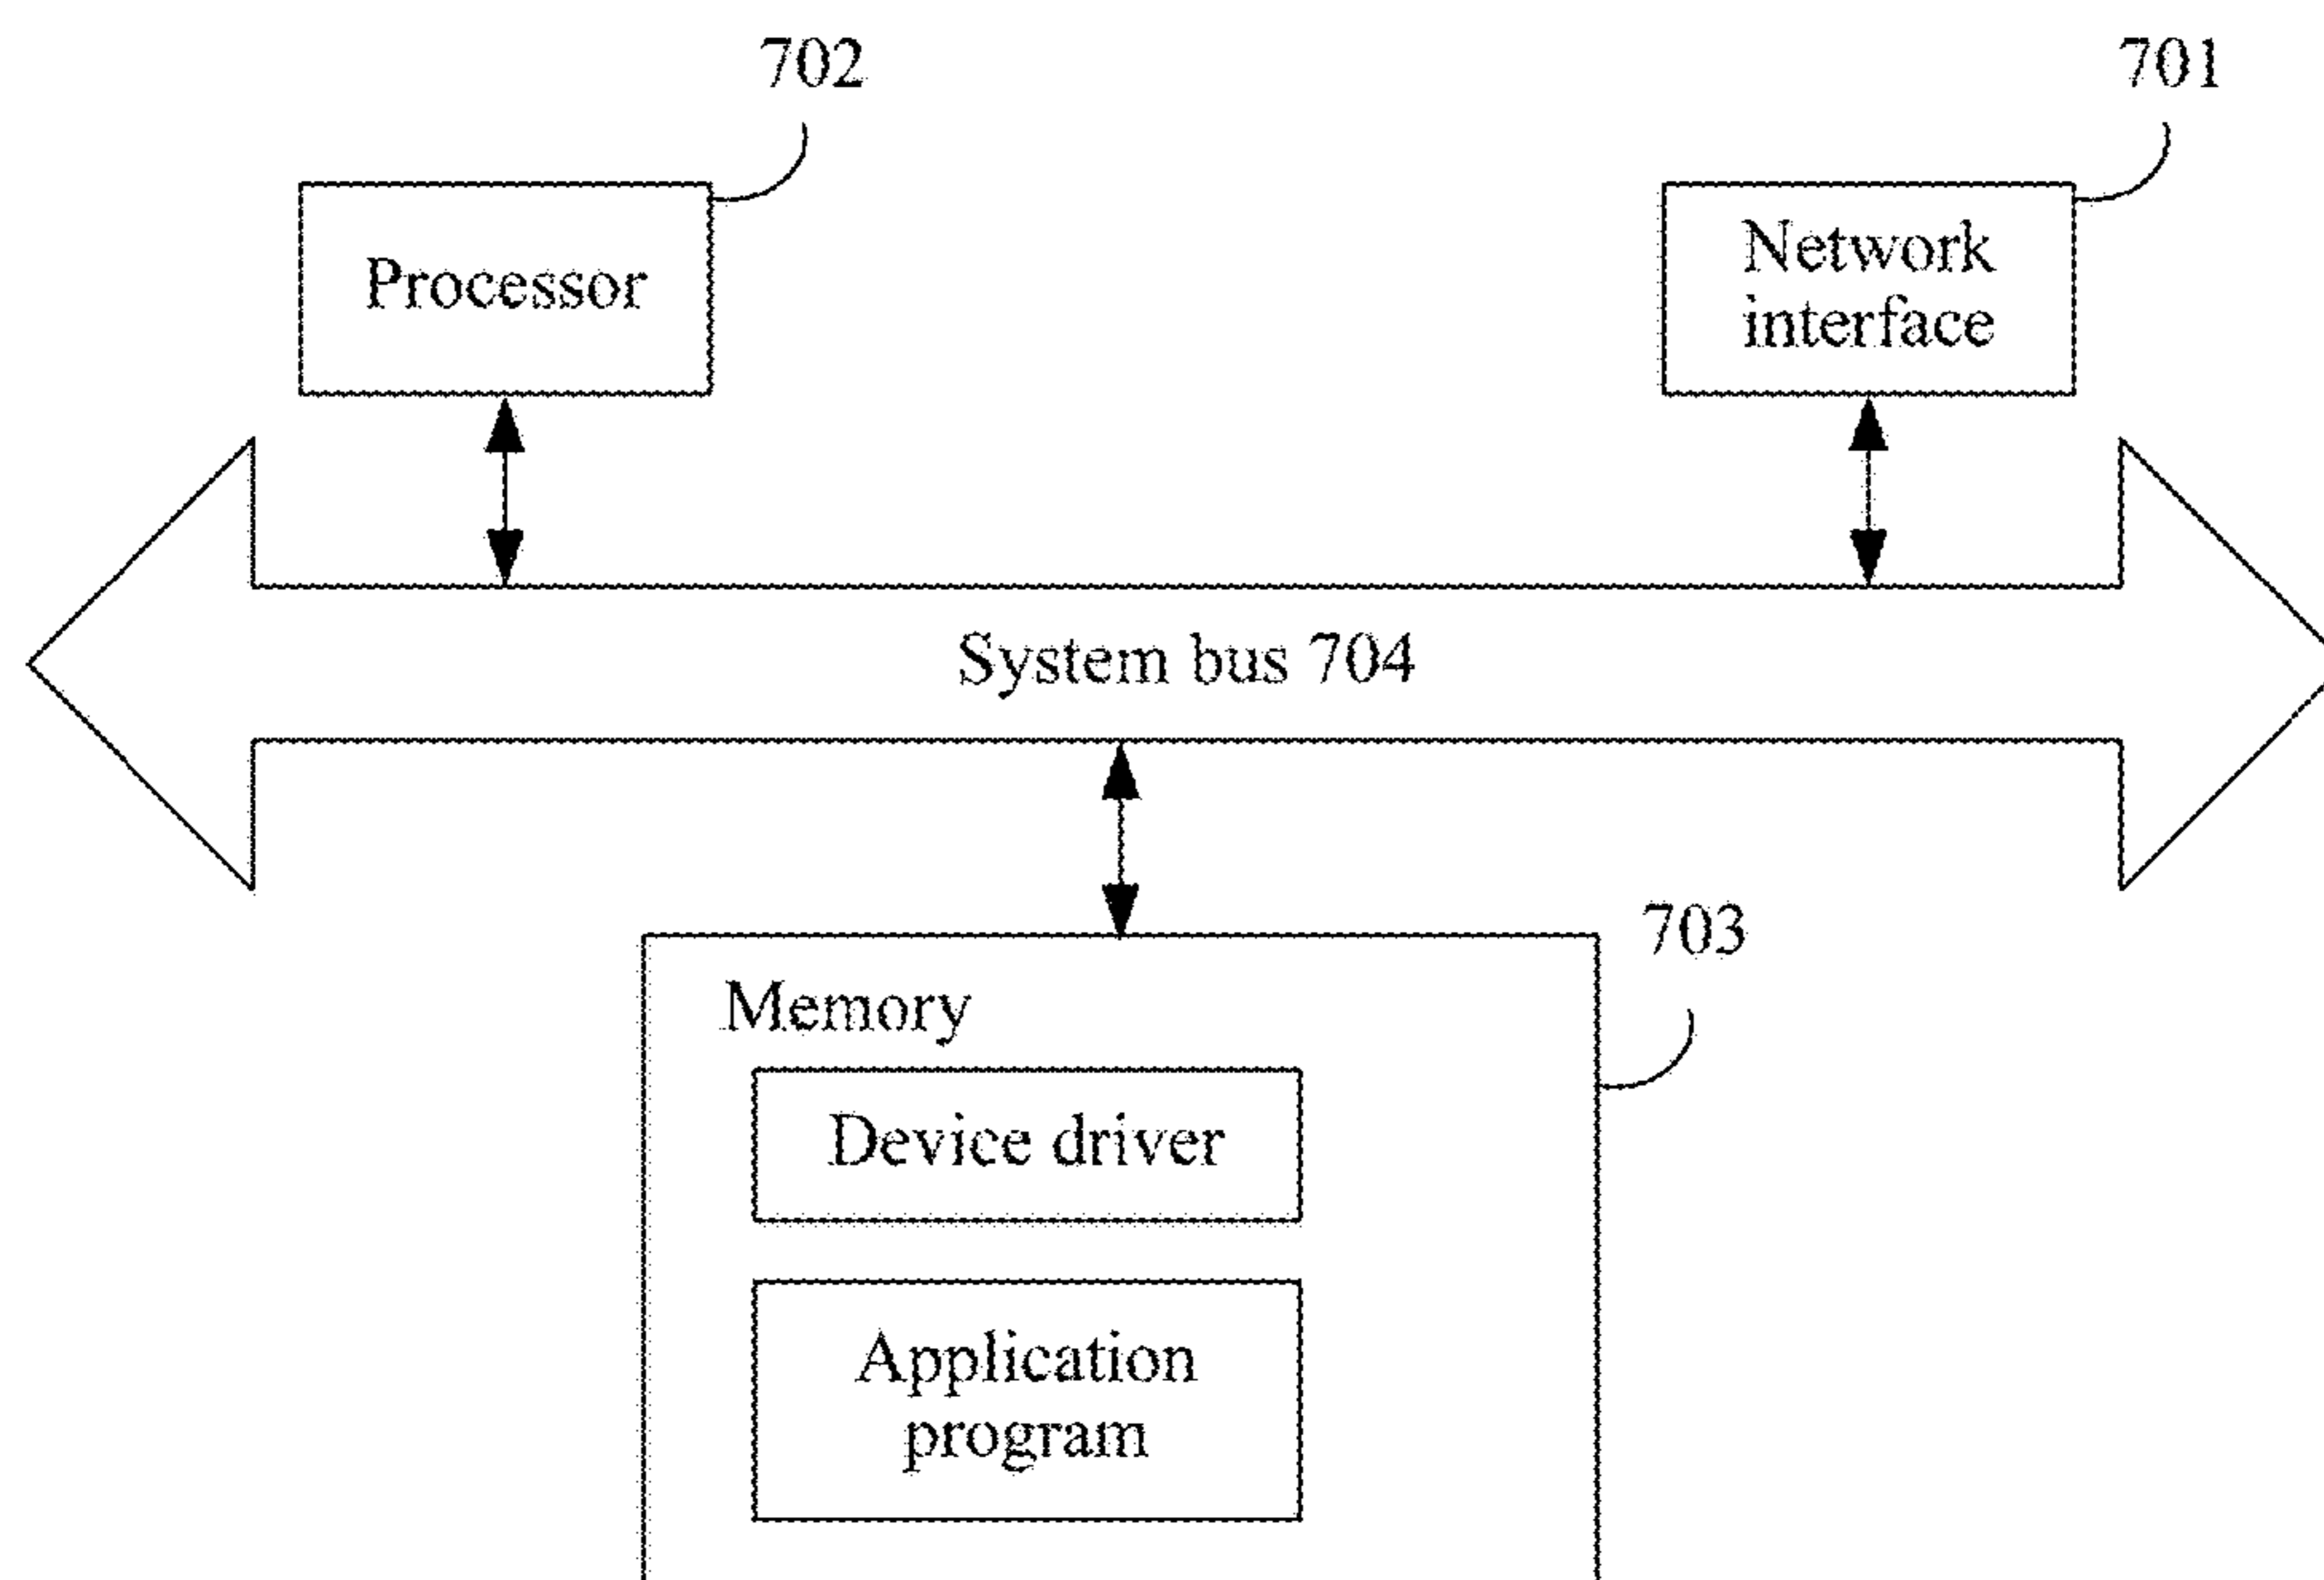 702
701
Processor
Network
interface
System bus 704
703
Memory
Device driver
Application
program